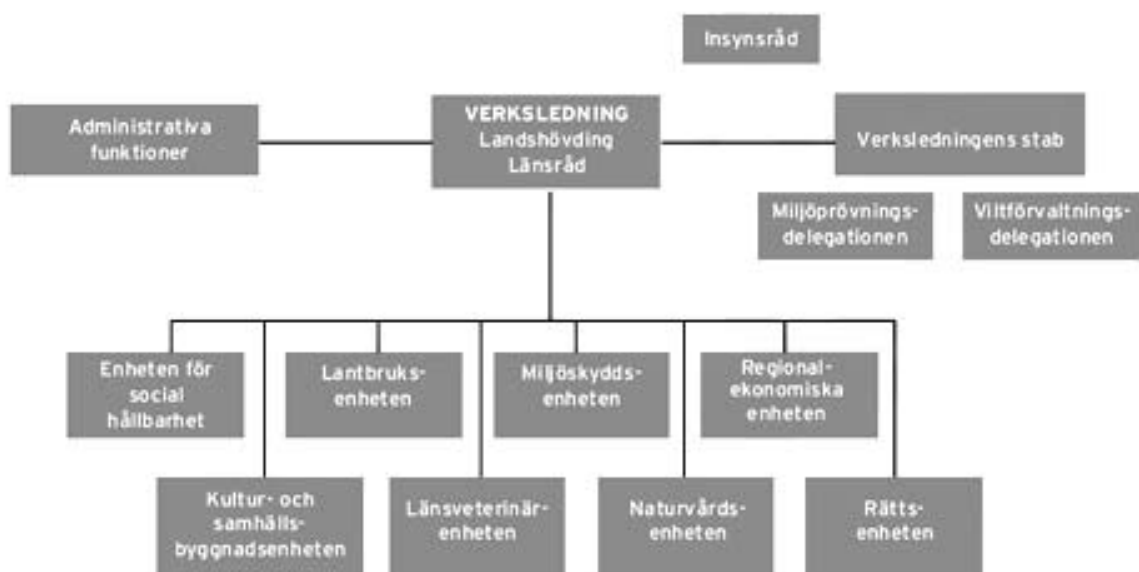 Insynsråd
Administrativa
funktioner
VERKSLEDNING
Landshövding
Länsråd
Verksledningens stab
Miljöprövnings-
delegationen
Viltförvaltnings-
delegationen
Enheten för
social
hållbarhet
Lantbruks-
enheten
Miljöskydds-
enheten
Regional-
ekonomiska
enheten
Kultur- och
samhälls-
byggnadsenheten
Länsveterinär-
enheten
Naturvårds-
enheten
Rätts-
enheten